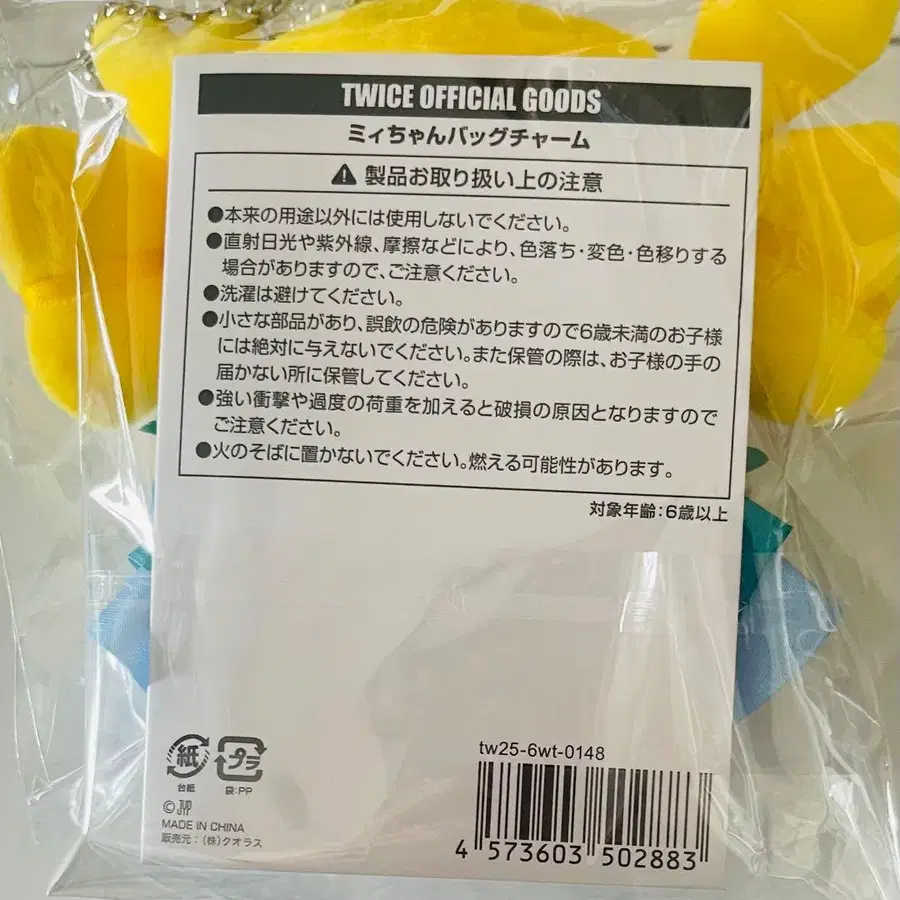 TWICE OFFICIAL GOODS
ミィちゃんバッグチャーム
製品お取り扱い上の注意
●本来の用途以外には使用しないでください。
●直射日光や紫外線、摩擦などにより、色落ち・変色・色移りする
場合がありますので、ご注意ください。
●洗濯は避けてください。
●小さな部品があり、誤飲の危険がありますので6歳未満のお子様
には絶対に与えないでください。また保管の際は、お子様の手の
届かない所に保管してください。
●強い衝撃や過度の荷重を加えると破損の原因となりますので
ご注意ください。
●火のそばに置かないでください。燃える可能性があります。
対象年齢：6歳以上
紙
台紙
プラ
袋：PP
©JYP
MADE IN CHINA
販売元：（株）クオラス
tw25-6wt-0148
4 573603 502883